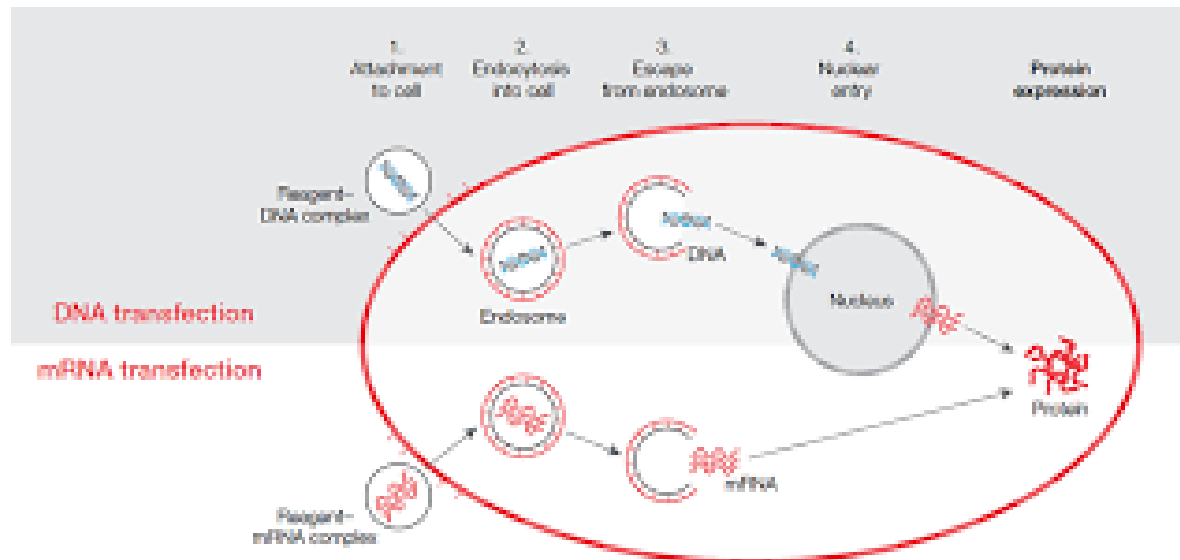 1.
Attachment
to cell
2.
Endocytosis
into cell
3.
Escape
from endosome
4.
Nuclear
entry
Protein
expression
Reagent–
DNA complex
DNA
Endosome
Nucleus
DNA transfection
mRNA transfection
Protein
mRNA
Reagent–
mRNA complex